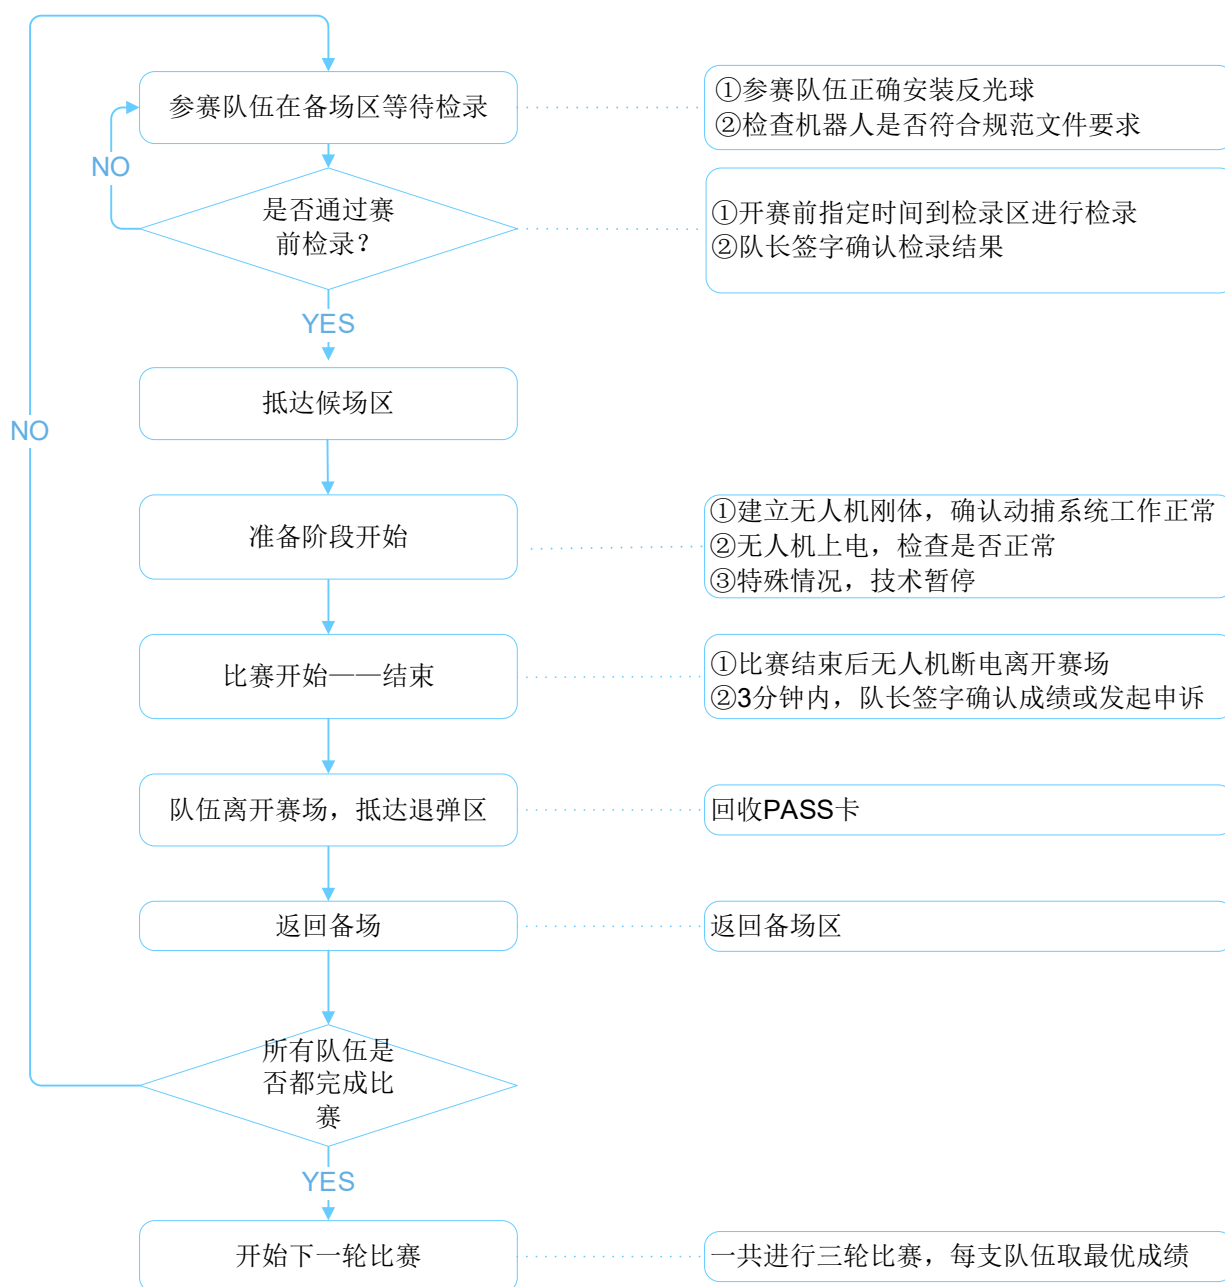 参赛队伍在备场区等待检录
①参赛队伍正确安装反光球
②检查机器人是否符合规范文件要求
NO
是否通过赛
前检录？
①开赛前指定时间到检录区进行检录
②队长签字确认检录结果
YES
抵达候场区
NO
准备阶段开始
①建立无人机刚体，确认动捕系统工作正常
②无人机上电，检查是否正常
③特殊情况，技术暂停
比赛开始——结束
①比赛结束后无人机断电离开赛场
②3分钟内，队长签字确认成绩或发起申诉
队伍离开赛场，抵达退弹区
回收PASS卡
返回备场
返回备场区
所有队伍是
否都完成比
赛
YES
开始下一轮比赛
一共进行三轮比赛，每支队伍取最优成绩